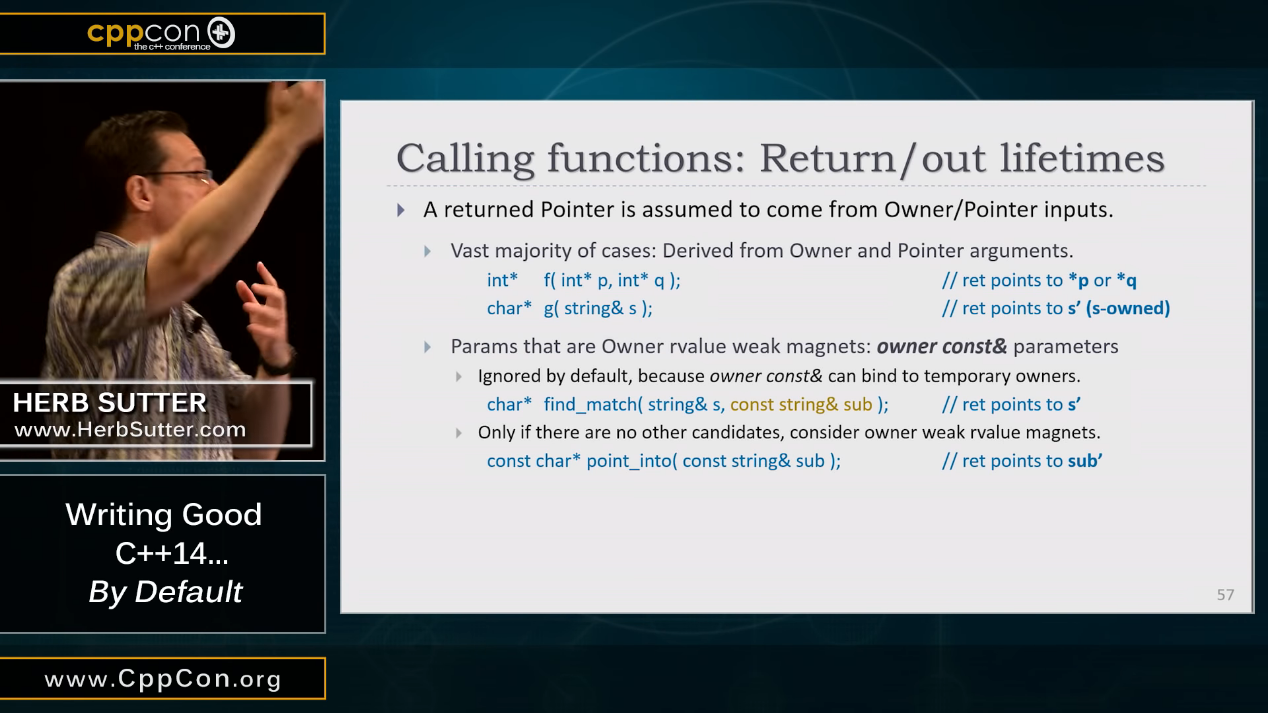 cppcon
the c++ conference
HERB SUTTER
www.HerbSutter.com
Writing Good
C++14...
By Default
www.CppCon.org
Calling functions: Return/out lifetimes
A returned Pointer is assumed to come from Owner/Pointer inputs.
Vast majority of cases: Derived from Owner and Pointer arguments.
int* f( int* p, int* q ); // ret points to *p or *q
char* g( string& s ); // ret points to s’ (s-owned)
Params that are Owner rvalue weak magnets: owner const& parameters
Ignored by default, because owner const& can bind to temporary owners.
char* find_match( string& s, const string& sub ); // ret points to s’
Only if there are no other candidates, consider owner weak rvalue magnets.
const char* point_into( const string& sub ); // ret points to sub’
57